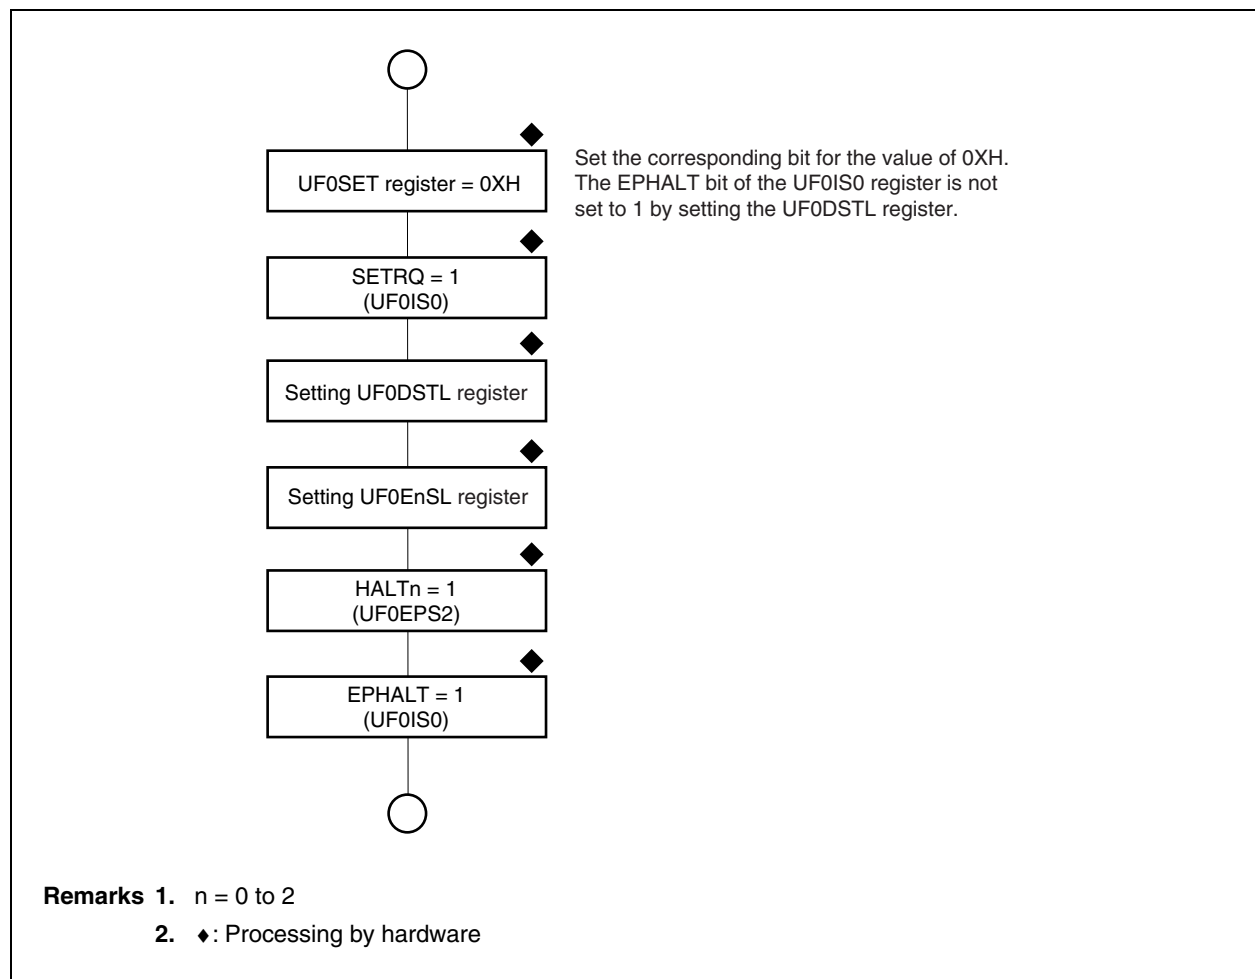 UF0SET register = 0XH
Set the corresponding bit for the value of 0XH.
The EPHALT bit of the UF0IS0 register is not
set to 1 by setting the UF0DSTL register.
SETRQ = 1
(UF0IS0)
Setting UF0DSTL register
Setting UF0EnSL register
HALTn = 1
(UF0EPS2)
EPHALT = 1
(UF0IS0)
Remarks 1. n = 0 to 2
2. ♦: Processing by hardware